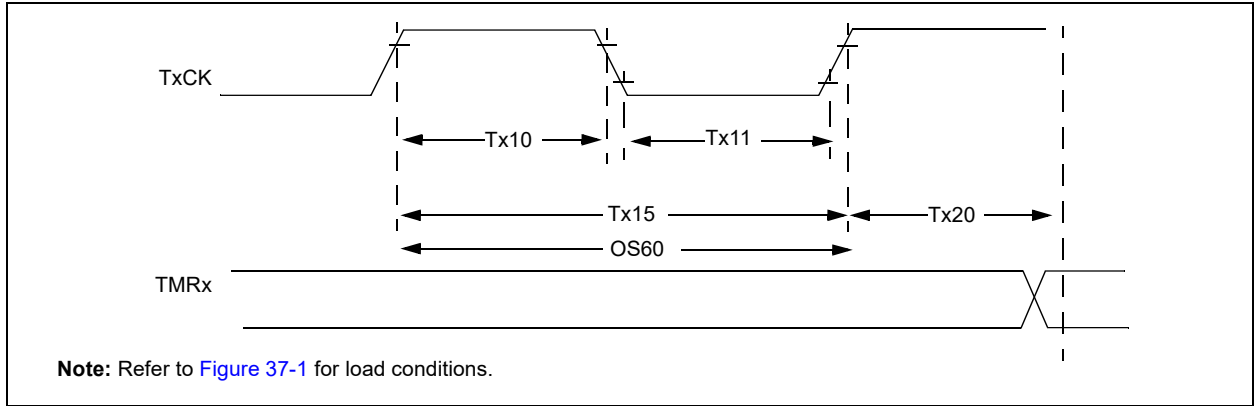 TxCK
Tx10
Tx11
Tx15
Tx20
OS60
TMRx
Note: Refer to Figure 37-1 for load conditions.